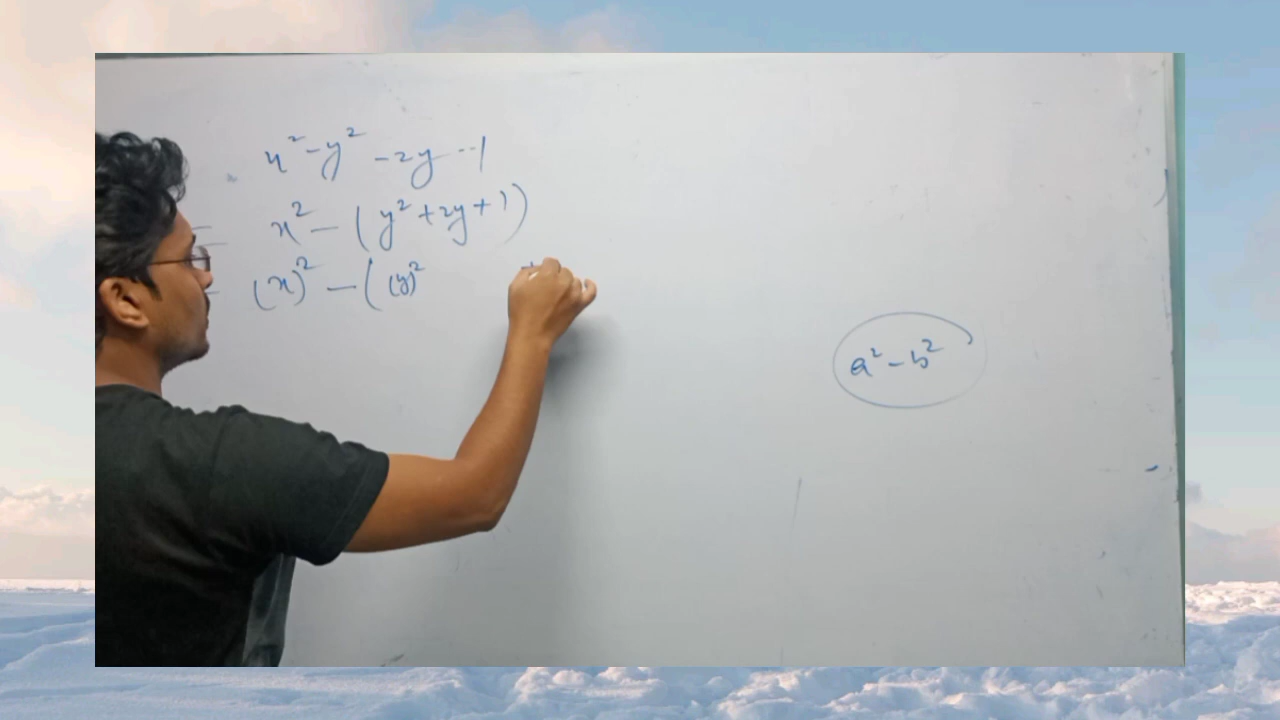 x² - y² - 2y - 1
= x² - (y² + 2y + 1)
= (x)² - ( (y)²
a² - b²